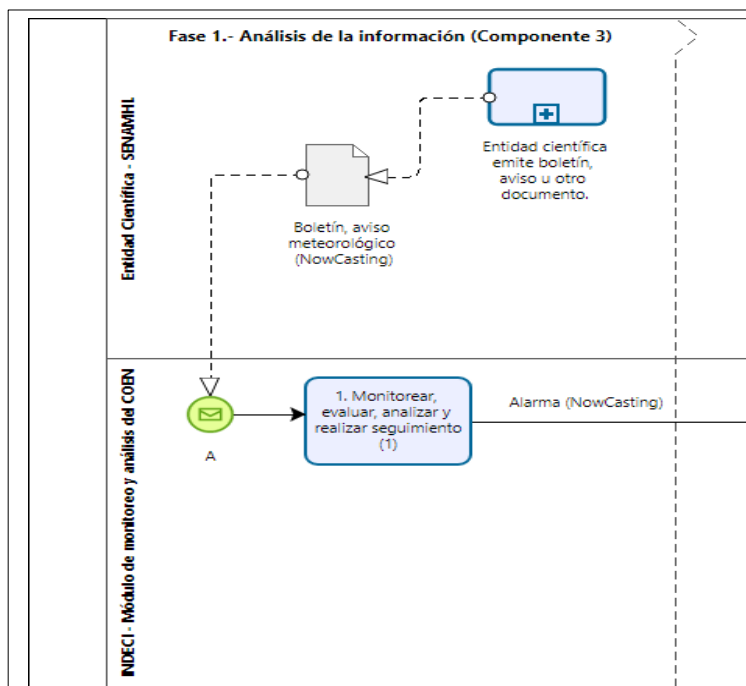 Fase 1.- Análisis de la información (Componente 3)
Entidad Científica - SENAMHI.
Entidad científica
emite boletín,
aviso u otro
documento.
Boletín, aviso
meteorológico
(NowCasting)
INDECI - Módulo de monitoreo y análisis del COEN
1. Monitorear,
evaluar, analizar y
realizar seguimiento
(1)
Alarma (NowCasting)
A